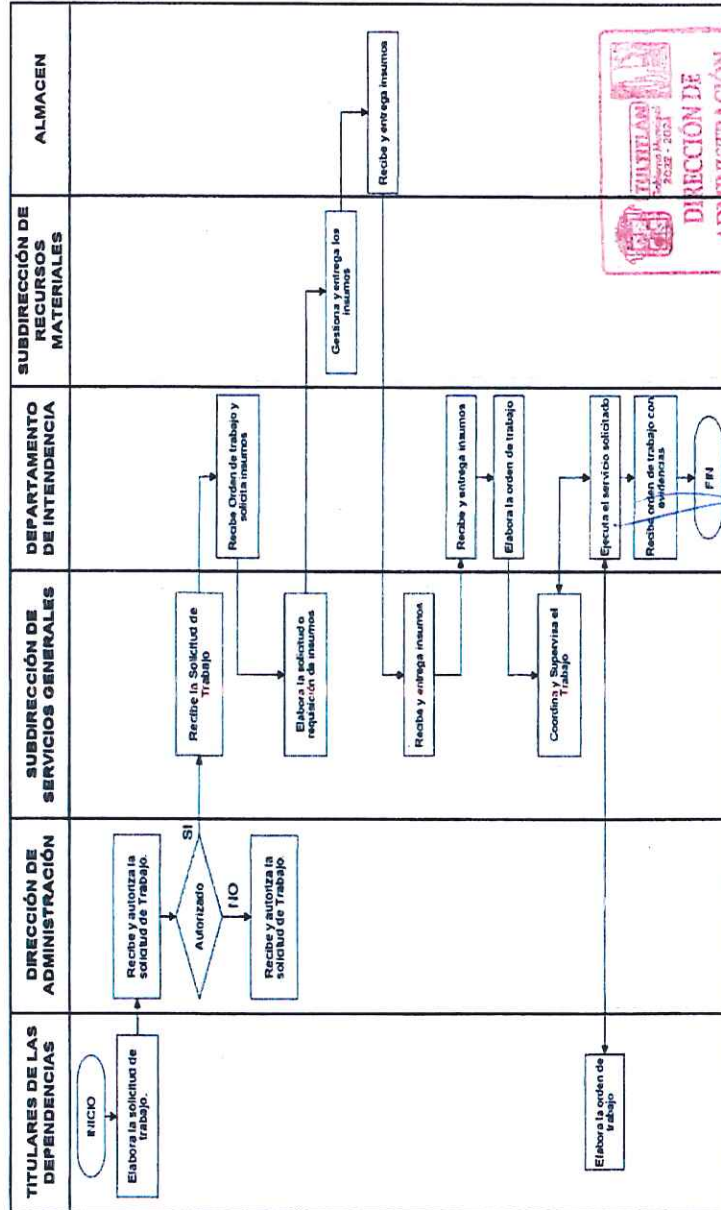 TITULARES DE LAS
DEPENDENCIAS
DIRECCIÓN DE
ADMINISTRACIÓN
SUBDIRECCIÓN DE
SERVICIOS GENERALES
DEPARTAMENTO
DE INTENDENCIA
SUBDIRECCIÓN DE
RECURSOS
MATERIALES
ALMACEN
INICIO
Elabora la solicitud de
trabajo.
Recibe y autoriza la
solicitud de Trabajo.
Autorizado
SI
NO
Recibe y autoriza la
solicitud de Trabajo.
Recibe la Solicitud de
Trabajo
Recibe Orden de trabajo y
solicita insumos
Elabora la solicitud o
requisición de insumos
Gestiona y entrega los
insumos
Recibe y entrega insumos
Recibe y entrega insumos
Recibe y entrega insumos
Elabora la orden de trabajo
Coordina y Supervisa el
Trabajo
Ejecuta el servicio solicitado
Elabora la orden de
trabajo
Recibe orden de trabajo con
evidencias
FIN
Gobierno Municipal
DIRECCIÓN DE